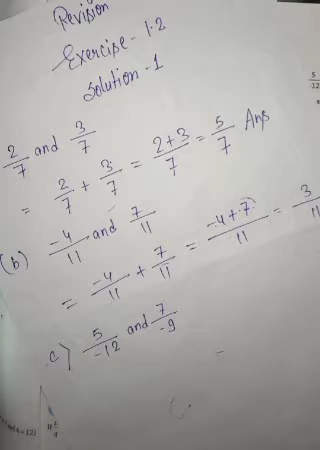 Revision
Exercise - 1.2
Solution - 1
2/7 and 3/7
= 2/7 + 3/7 = 2+3/7 = 5/7 Ans
(b) -4/11 and 7/11
= -4/11 + 7/11 = -4+7/11 = 3/11
c) 5/-12 and 7/-9